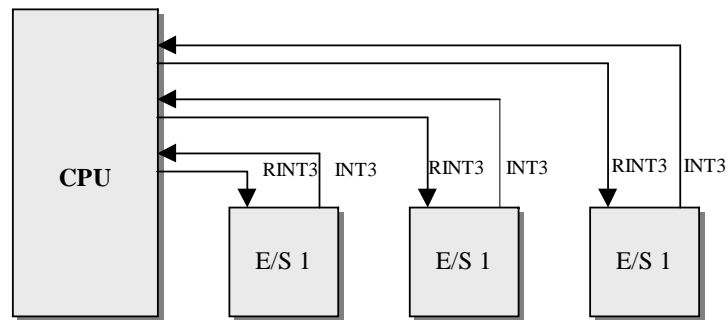 CPU
RINT3 INT3 RINT3 INT3 RINT3 INT3
E/S 1 E/S 1 E/S 1